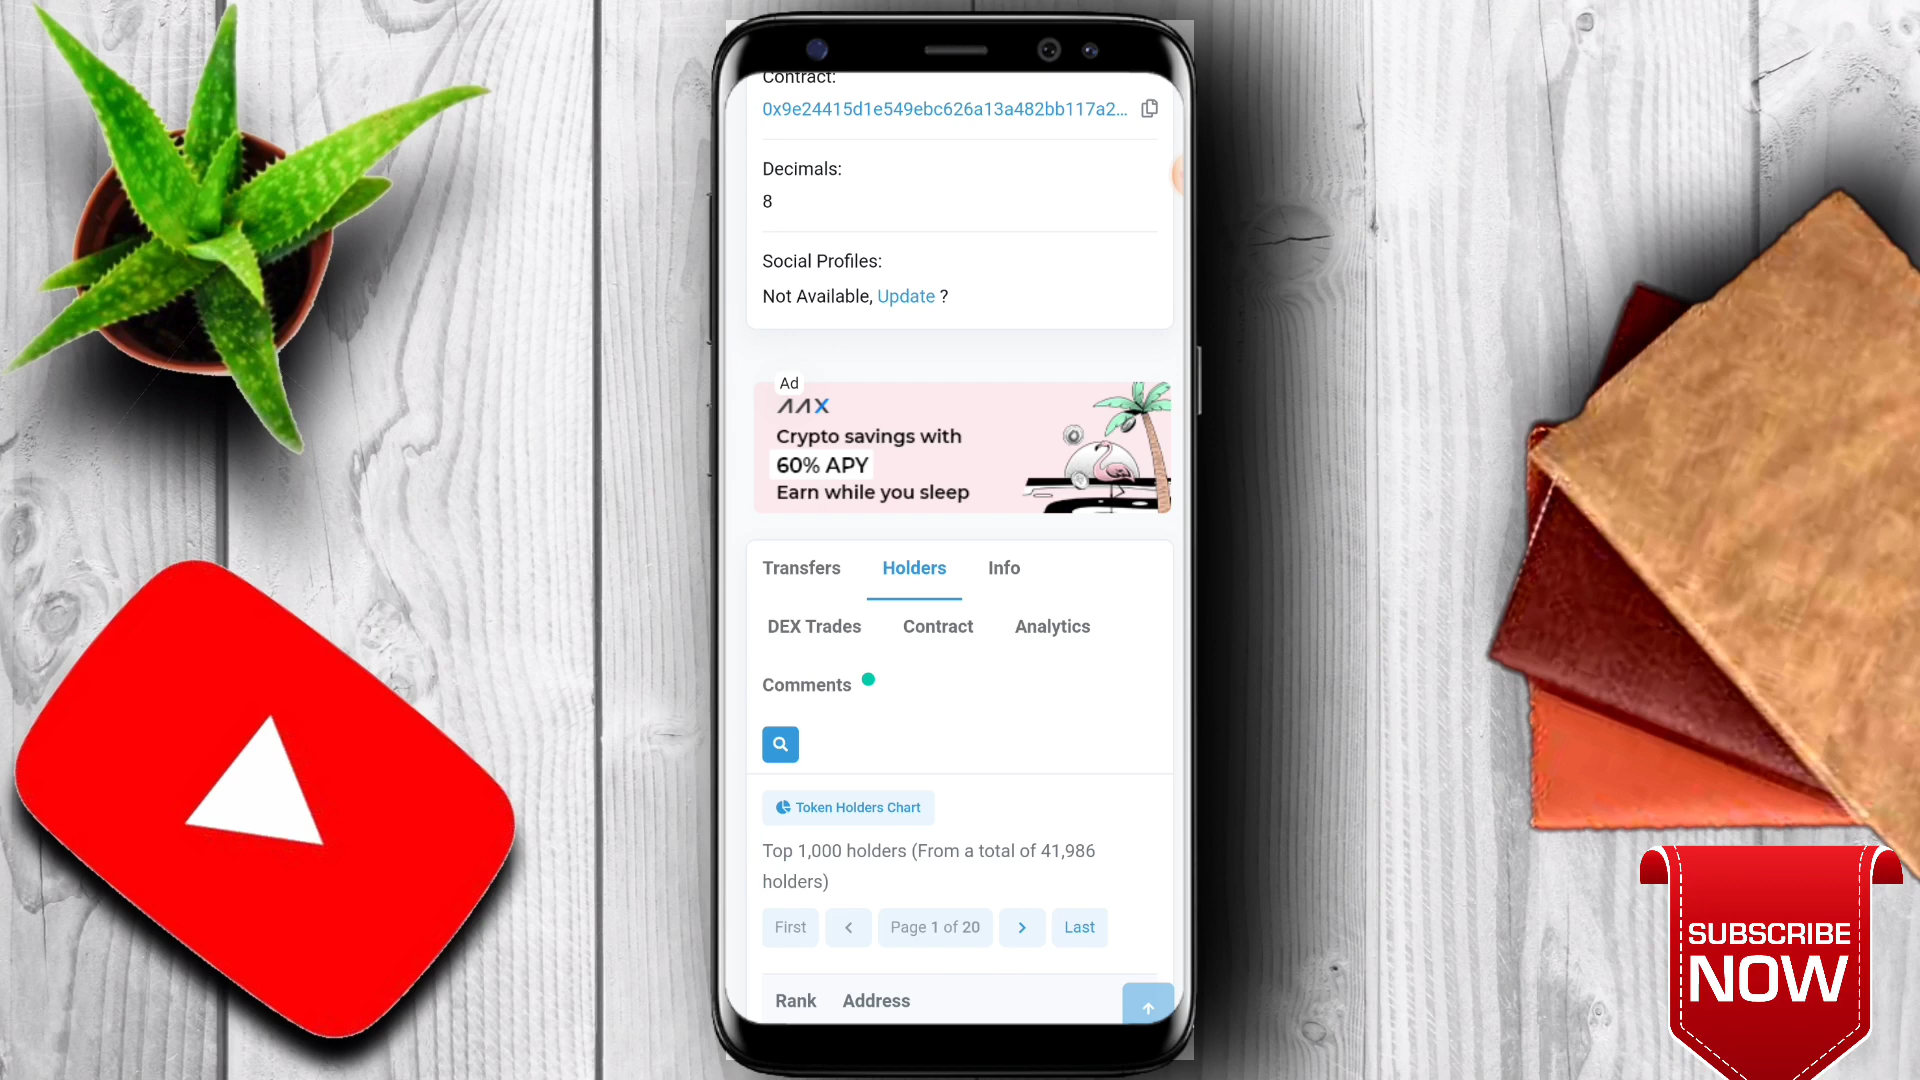 Contract:
0x9e24415d1e549ebc626a13a482bb117a2...
Decimals:
8
Social Profiles:
Not Available, Update ?
Ad
AAX
Crypto savings with
60% APY
Earn while you sleep
Transfers Holders Info
DEX Trades Contract Analytics
Comments
Token Holders Chart
Top 1,000 holders (From a total of 41,986
holders)
First Page 1 of 20 Last
Rank Address
SUBSCRIBE
NOW